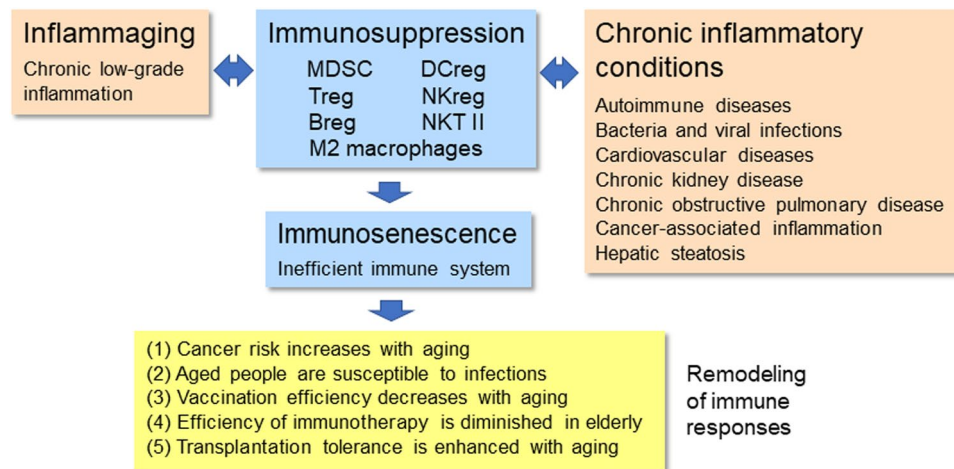 Inflammaging
Chronic low-grade
inflammation
Immunosuppression
MDSC DCreg
Treg NKreg
Breg NKT II
M2 macrophages
Chronic inflammatory
conditions
Autoimmune diseases
Bacteria and viral infections
Cardiovascular diseases
Chronic kidney disease
Chronic obstructive pulmonary disease
Cancer-associated inflammation
Hepatic steatosis
Immunosenescence
Inefficient immune system
(1) Cancer risk increases with aging
(2) Aged people are susceptible to infections
(3) Vaccination efficiency decreases with aging
(4) Efficiency of immunotherapy is diminished in elderly
(5) Transplantation tolerance is enhanced with aging
Remodeling
of immune
responses